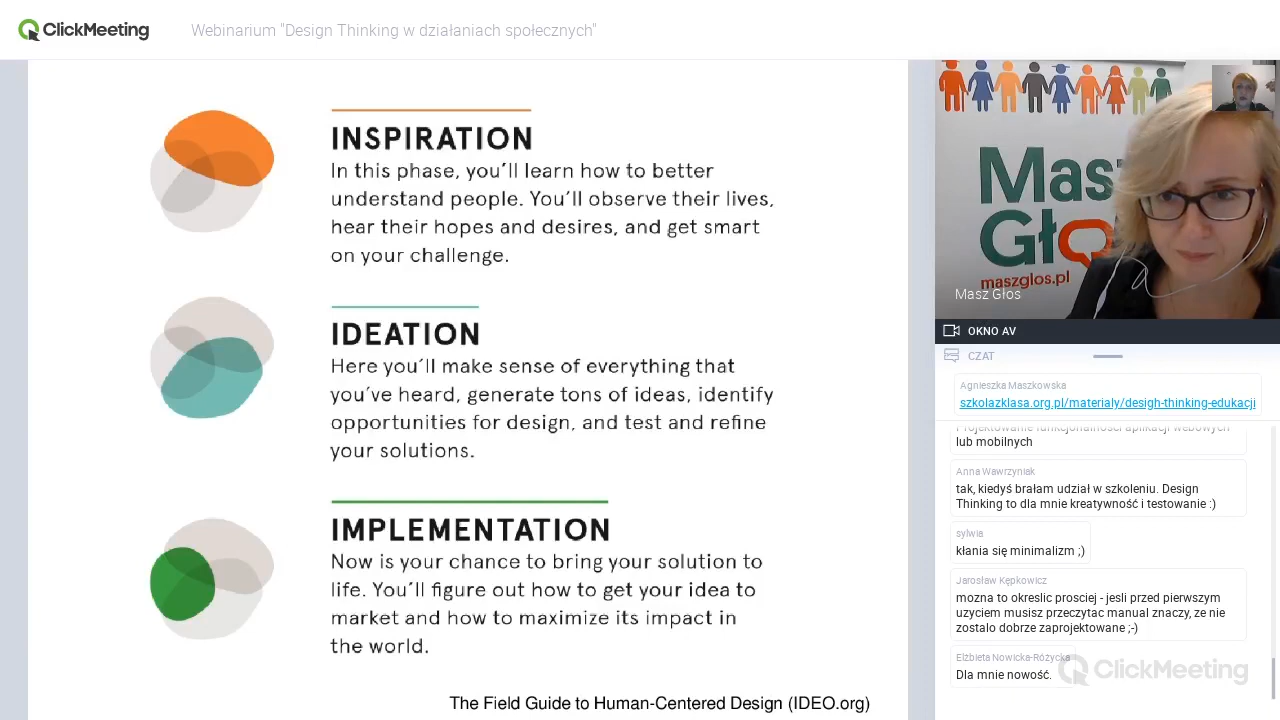 ClickMeeting
Webinarium "Design Thinking w działaniach społecznych"
INSPIRATION
In this phase, you'll learn how to better
understand people. You'll observe their lives,
hear their hopes and desires, and get smart
on your challenge.
IDEATION
Here you'll make sense of everything that
you've heard, generate tons of ideas, identify
opportunities for design, and test and refine
your solutions.
IMPLEMENTATION
Now is your chance to bring your solution to
life. You'll figure out how to get your idea to
market and how to maximize its impact in
the world.
The Field Guide to Human-Centered Design (IDEO.org)
Mas
Gło
maszglos.pl
Masz Głos
OKNO AV
CZAT
Agnieszka Maszkowska
szkolazklasa.org.pl/materialy/desigh-thinking-edukacji
Projektowanie funkcjonalności aplikacji webowych
lub mobilnych
Anna Wawrzyniak
tak, kiedyś brałam udział w szkoleniu. Design
Thinking to dla mnie kreatywność i testowanie :)
sylwia
kłania się minimalizm ;)
Jarosław Kępkowicz
mozna to okreslic prosciej - jesli przed pierwszym
uzyciem musisz przeczytac manual znaczy, ze nie
zostalo dobrze zaprojektowane ;-)
Elżbieta Nowicka-Różycka
Dla mnie nowość.
ClickMeeting